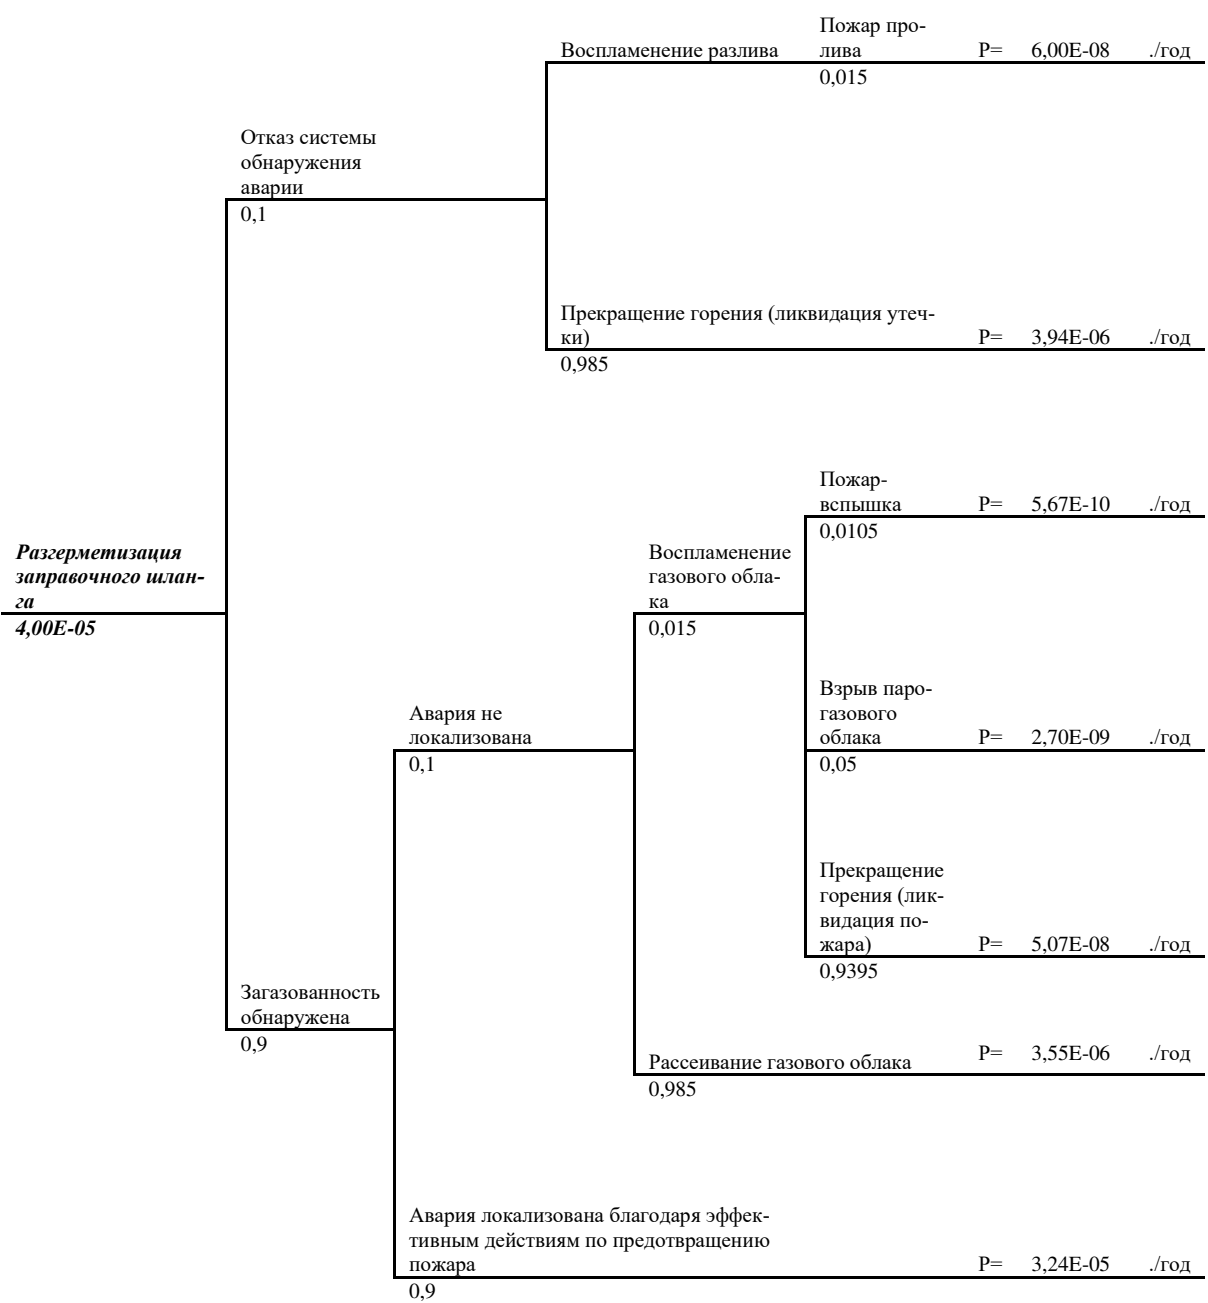 Пожар про-
Воспламенение разлива лива P= 6,00E-08 ./год
0,015
Отказ системы
обнаружения
аварии
0,1
Прекращение горения (ликвидация утеч-
ки) P= 3,94E-06 ./год
0,985
Пожар-
вспышка P= 5,67E-10 ./год
0,0105
Разгерметизация
заправочного шлан-
га
4,00E-05
Воспламенение
газового обла-
ка
0,015
Взрыв паро-
газового
облака P= 2,70E-09 ./год
0,05
Авария не
локализована
0,1
Прекращение
горения (лик-
видация по-
жара) P= 5,07E-08 ./год
0,9395
Загазованность
обнаружена
0,9
Рассеивание газового облака P= 3,55E-06 ./год
0,985
Авария локализована благодаря эффек-
тивным действиям по предотвращению
пожара P= 3,24E-05 ./год
0,9